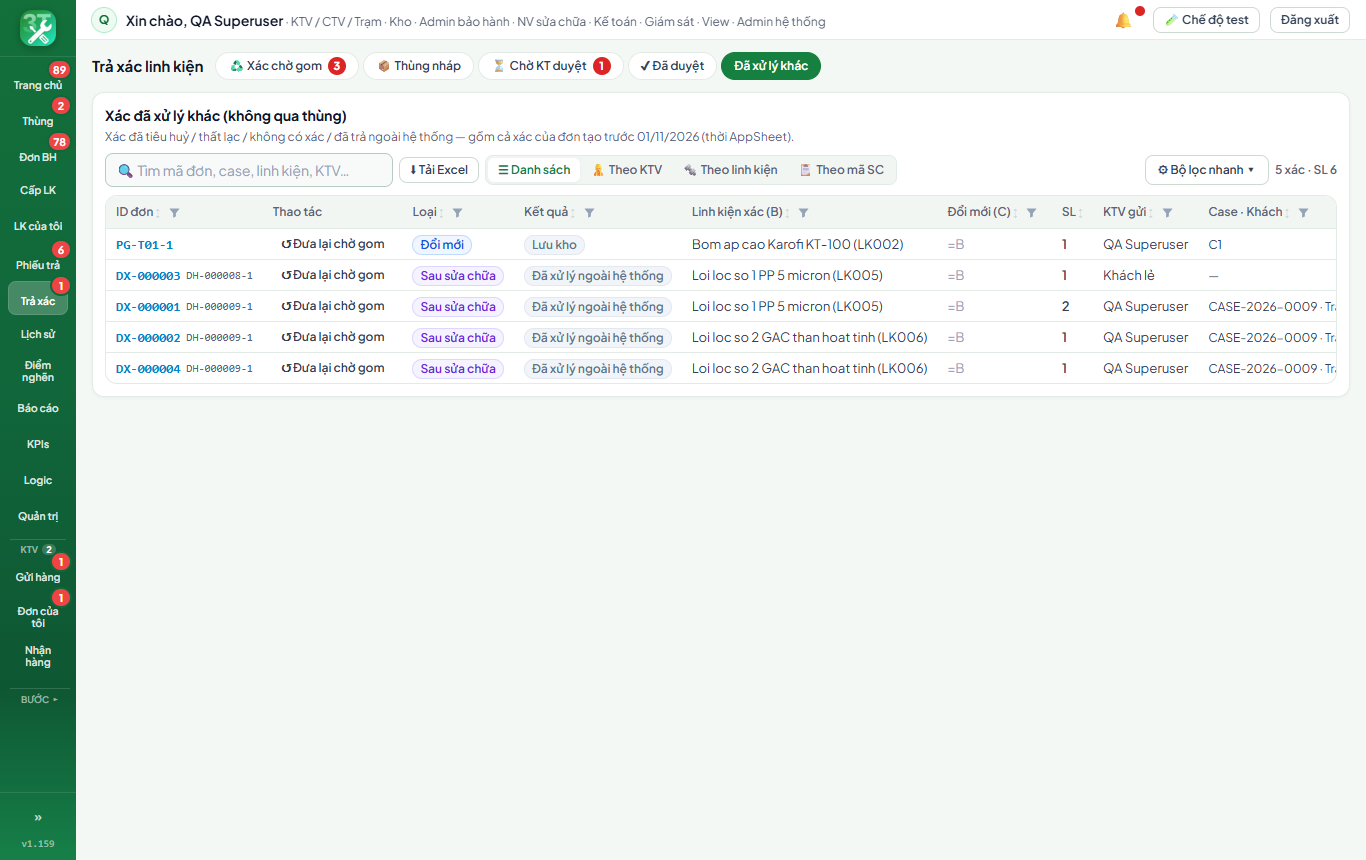 3T
Q Xin chào, QA Superuser · KTV / CTV / Trạm · Kho · Admin bảo hành · NV sửa chữa · Kế toán · Giám sát · View · Admin hệ thống
Chế độ test
Đăng xuất
89
Trang chủ
2
Thùng
78
Đơn BH
Cấp LK
LK của tôi
6
Phiếu trả
1
Trả xác
Lịch sử
Điểm
nghẽn
Báo cáo
KPIs
Logic
Quản trị
KTV 2
1
Gửi hàng
1
Đơn của
tôi
Nhận
hàng
BƯỚC
»
v1.159
Trả xác linh kiện
Xác chờ gom 3
Thùng nháp
Chờ KT duyệt 1
✓ Đã duyệt
Đã xử lý khác
Xác đã xử lý khác (không qua thùng)
Xác đã tiêu huỷ / thất lạc / không có xác / đã trả ngoài hệ thống — gồm cả xác của đơn tạo trước 01/11/2026 (thời AppSheet).
Tìm mã đơn, case, linh kiện, KTV...
⬇ Tải Excel
☰ Danh sách
Theo KTV
Theo linh kiện
Theo mã SC
⚙ Bộ lọc nhanh ▾
5 xác · SL 6
ID đơn Thao tác Loại Kết quả Linh kiện xác (B) Đổi mới (C) SL KTV gửi Case · Khách
PG-T01-1 ↺ Đưa lại chờ gom Đổi mới Lưu kho Bom ap cao Karofi KT-100 (LK002) =B 1 QA Superuser C1
DX-000003 DH-000008-1 ↺ Đưa lại chờ gom Sau sửa chữa Đã xử lý ngoài hệ thống Loi loc so 1 PP 5 micron (LK005) =B 1 Khách lẻ —
DX-000001 DH-000009-1 ↺ Đưa lại chờ gom Sau sửa chữa Đã xử lý ngoài hệ thống Loi loc so 1 PP 5 micron (LK005) =B 2 QA Superuser CASE-2026-0009 · Tr
DX-000002 DH-000009-1 ↺ Đưa lại chờ gom Sau sửa chữa Đã xử lý ngoài hệ thống Loi loc so 2 GAC than hoat tinh (LK006) =B 1 QA Superuser CASE-2026-0009 · Tr
DX-000004 DH-000009-1 ↺ Đưa lại chờ gom Sau sửa chữa Đã xử lý ngoài hệ thống Loi loc so 2 GAC than hoat tinh (LK006) =B 1 QA Superuser CASE-2026-0009 · Tr